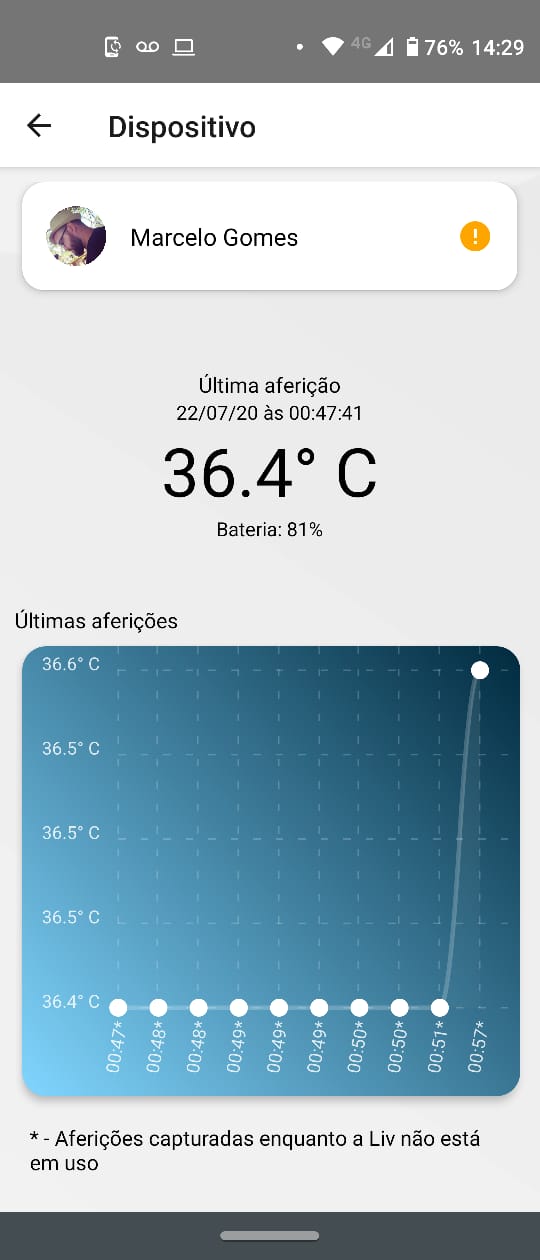 4G 76% 14:29
Dispositivo
Marcelo Gomes
!
Última aferição
22/07/20 às 00:47:41
36.4° C
Bateria: 81%
Últimas aferições
36.6° C
36.5° C
36.5° C
36.5° C
36.4° C
00:47*
00:48*
00:48*
00:49*
00:49*
00:49*
00:50*
00:50*
00:51*
00:57*
* - Aferições capturadas enquanto a Liv não está
em uso